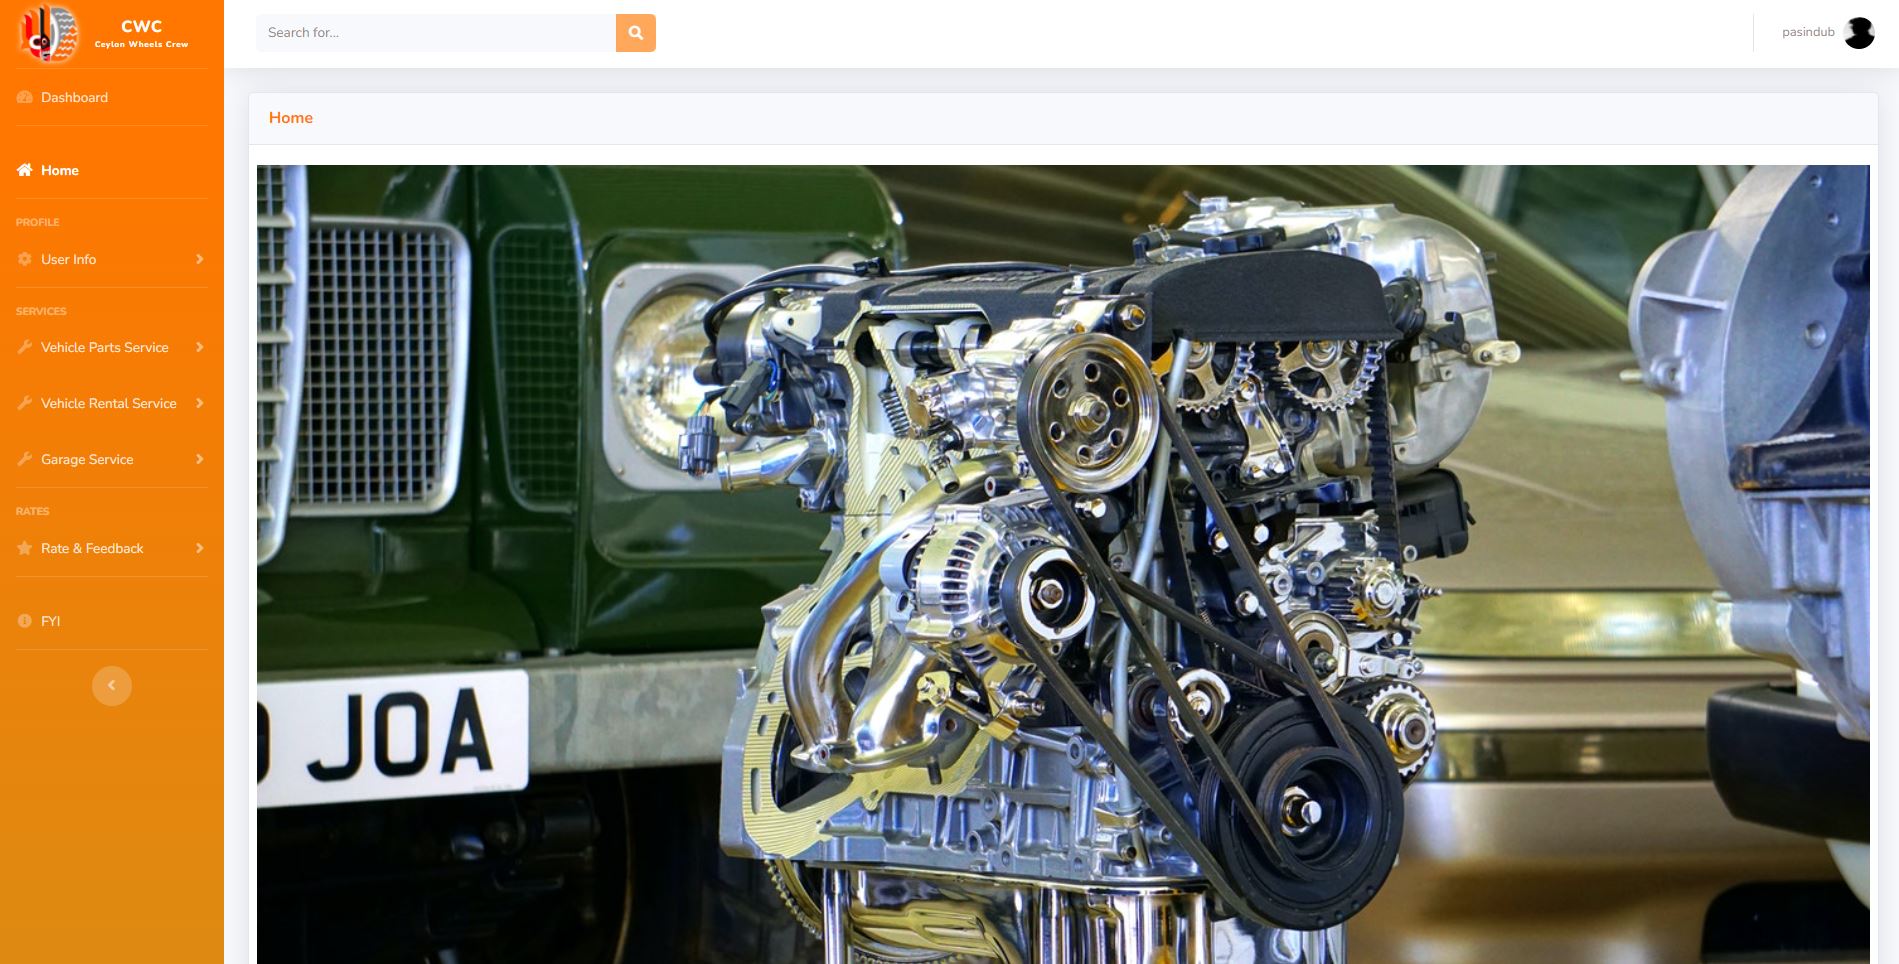 CWC
Ceylon Wheels Crew
Search for...
pasindub
Dashboard
Home
Home
PROFILE
User Info
SERVICES
Vehicle Parts Service
Vehicle Rental Service
Garage Service
RATES
Rate & Feedback
FYI
JOA